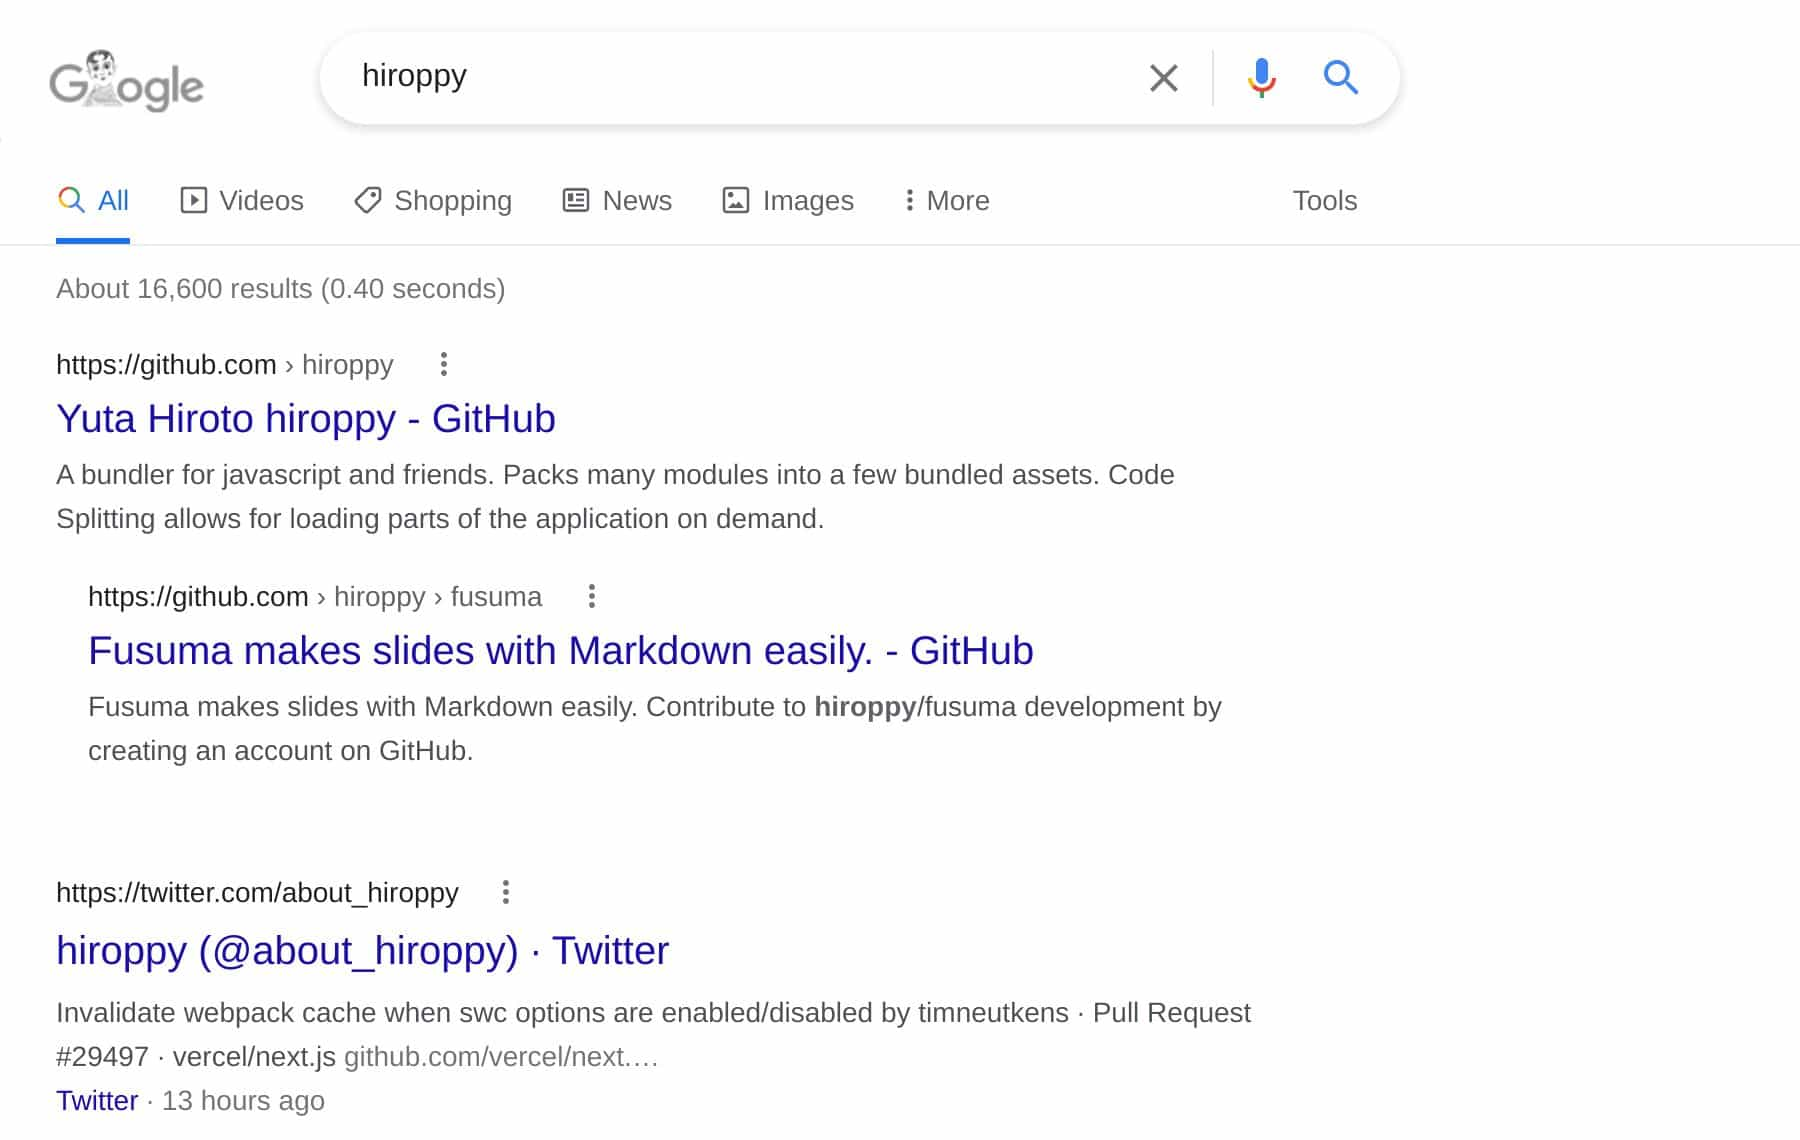 Google
hiroppy
All Videos Shopping News Images More Tools
About 16,600 results (0.40 seconds)
https://github.com › hiroppy
Yuta Hiroto hiroppy - GitHub
A bundler for javascript and friends. Packs many modules into a few bundled assets. Code
Splitting allows for loading parts of the application on demand.
https://github.com › hiroppy › fusuma
Fusuma makes slides with Markdown easily. - GitHub
Fusuma makes slides with Markdown easily. Contribute to hiroppy/fusuma development by
creating an account on GitHub.
https://twitter.com/about_hiroppy
hiroppy (@about_hiroppy) · Twitter
Invalidate webpack cache when swc options are enabled/disabled by timneutkens · Pull Request
#29497 · vercel/next.js github.com/vercel/next.…
Twitter · 13 hours ago